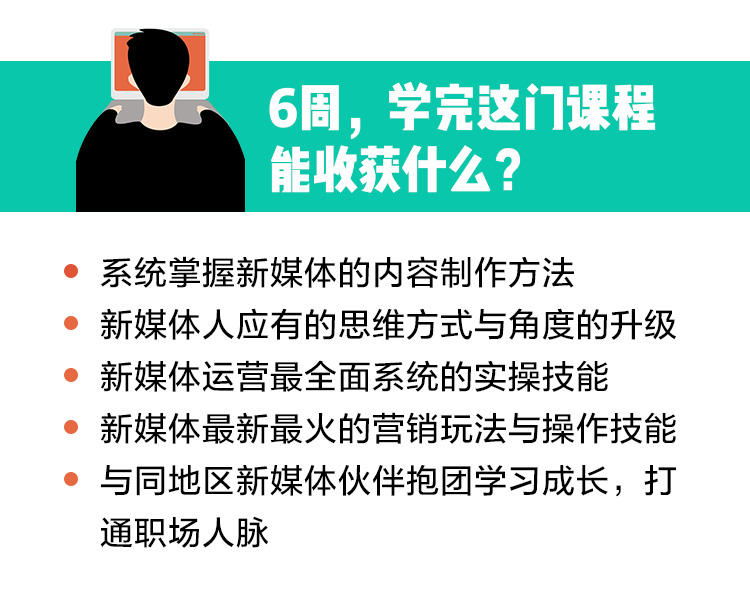 6周，学完这门课程
能收获什么？
系统掌握新媒体的内容制作方法
新媒体人应有的思维方式与角度的升级
新媒体运营最全面系统的实操技能
新媒体最新最火的营销玩法与操作技能
与同地区新媒体伙伴抱团学习成长，打
通职场人脉